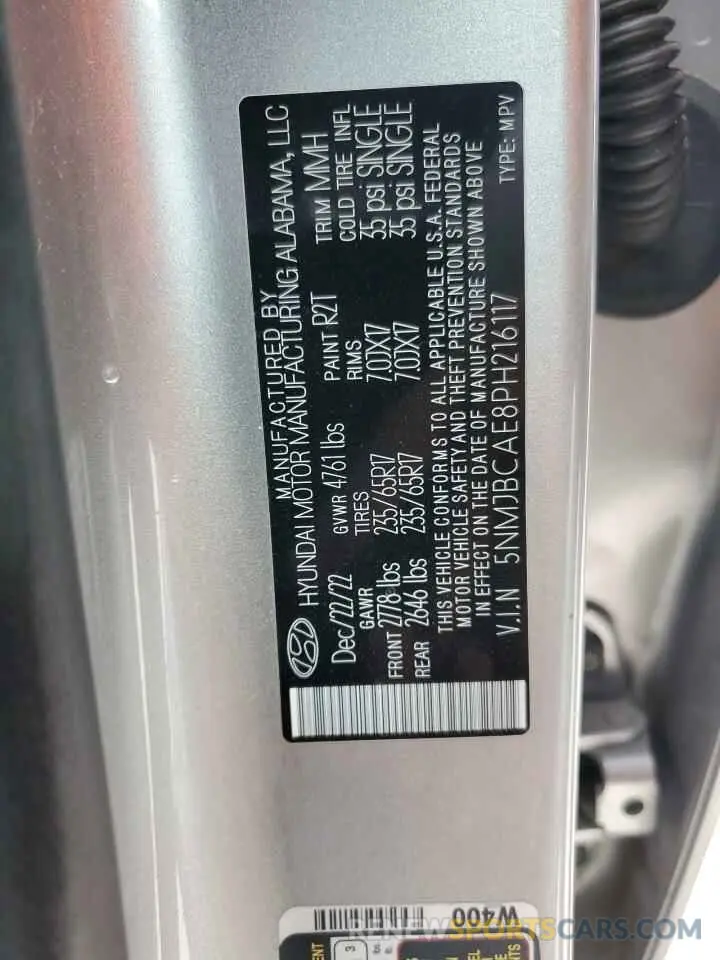 MANUFACTURED BY
HYUNDAI MOTOR MANUFACTURING ALABAMA, LLC
Dec/22/22 GVWR 4761 lbs PAINT R2T TRIM MMH
GAWR TIRES RIMS COLD TIRE INFL
FRONT 2778 lbs 235/65R17 7.0JX17 35 psi SINGLE
REAR 2646 lbs 235/65R17 7.0JX17 35 psi SINGLE
THIS VEHICLE CONFORMS TO ALL APPLICABLE U.S.A. FEDERAL
MOTOR VEHICLE SAFETY AND THEFT PREVENTION STANDARDS
IN EFFECT ON THE DATE OF MANUFACTURE SHOWN ABOVE
V.I.N 5NMJBCAE8PH216117 TYPE: MPV
W400
3
RENEWSPORTSCARS.COM